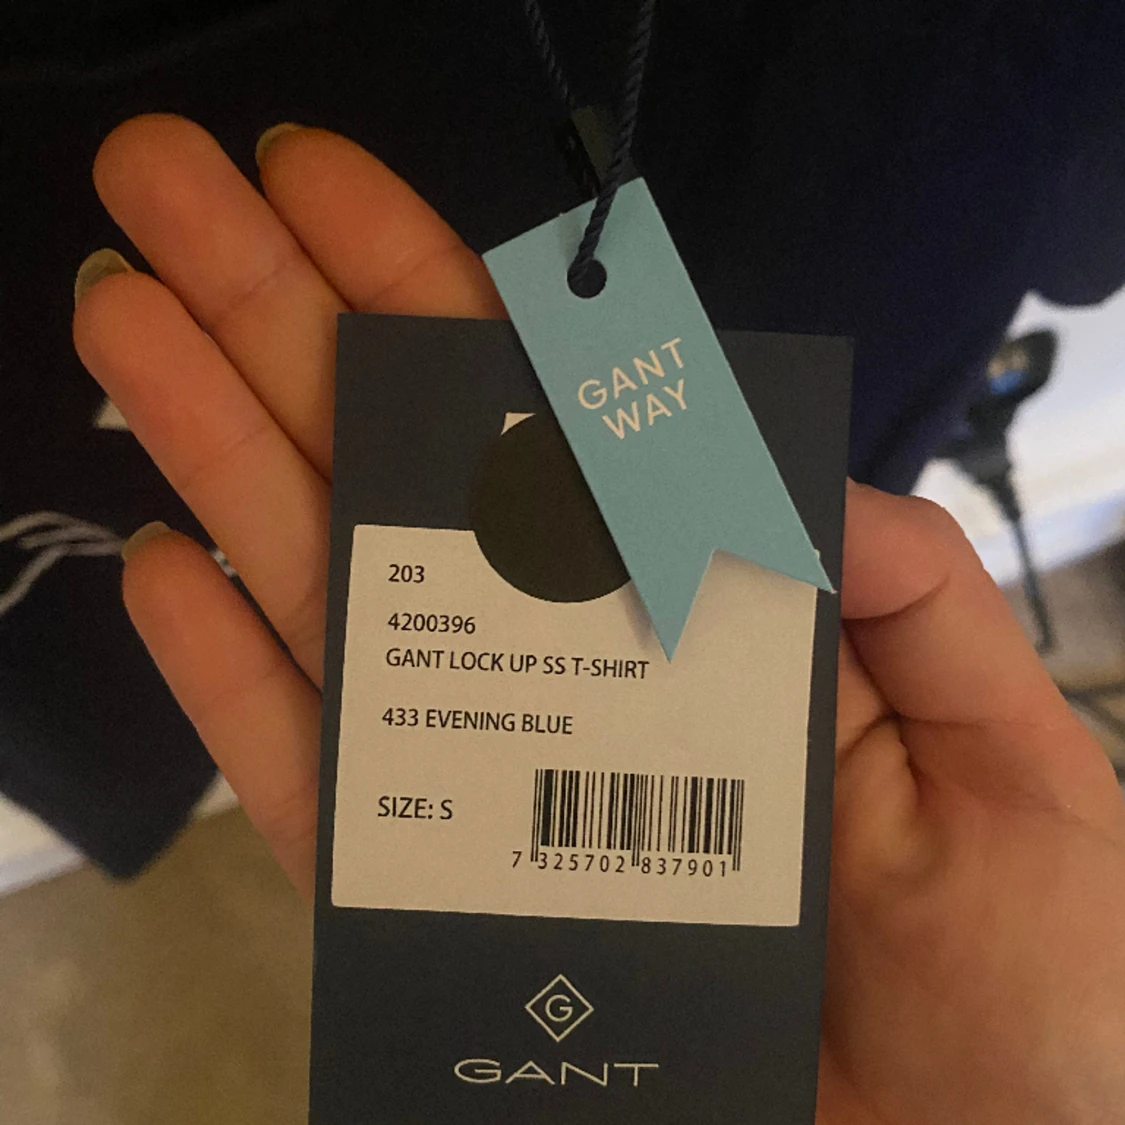 GANT
WAY
203
4200396
GANT LOCK UP SS T-SHIRT
433 EVENING BLUE
SIZE: S
7 325702 837901
G
GANT